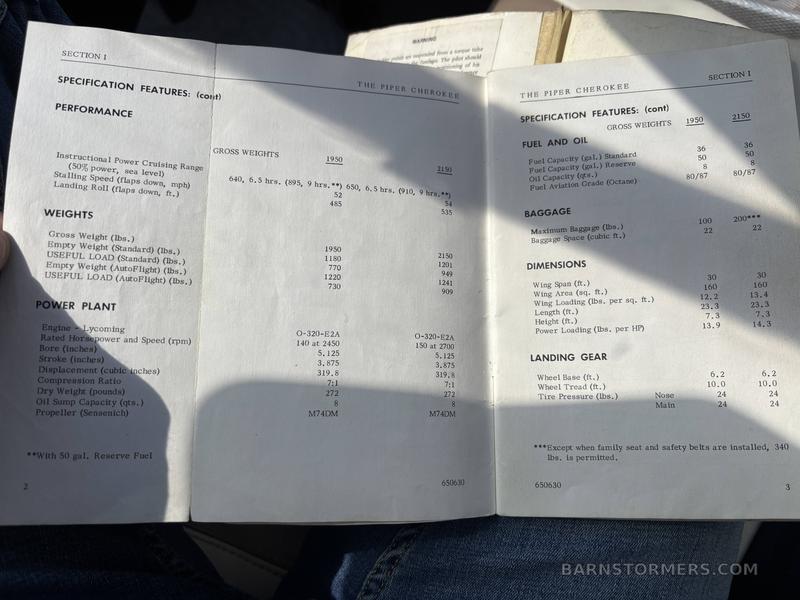 WARNING
SECTION I
THE PIPER CHEROKEE
SPECIFICATION FEATURES: (cont)
PERFORMANCE
GROSS WEIGHTS 1950 2150
Instructional Power Cruising Range
(50% power, sea level) 640, 6.5 hrs. (895, 9 hrs.**) 650, 6.5 hrs. (910, 9 hrs.**)
Stalling Speed (flaps down, mph) 52 54
Landing Roll (flaps down, ft.) 485 535
WEIGHTS
Gross Weight (lbs.) 1950 2150
Empty Weight (Standard) (lbs.) 1180 1201
USEFUL LOAD (Standard) (lbs.) 770 949
Empty Weight (AutoFlight) (lbs.) 1220 1241
USEFUL LOAD (AutoFlight) (lbs.) 730 909
POWER PLANT
Engine - Lycoming O-320-E2A O-320-E2A
Rated Horsepower and Speed (rpm) 140 at 2450 150 at 2700
Bore (inches) 5.125 5.125
Stroke (inches) 3.875 3.875
Displacement (cubic inches) 319.8 319.8
Compression Ratio 7:1 7:1
Dry Weight (pounds) 272 272
Oil Sump Capacity (qts.) 8 8
Propeller (Sensenich) M74DM M74DM
**With 50 gal. Reserve Fuel
2 650630
THE PIPER CHEROKEE SECTION I
SPECIFICATION FEATURES: (cont)
GROSS WEIGHTS 1950 2150
FUEL AND OIL
Fuel Capacity (gal.) Standard 36 36
Fuel Capacity (gal.) Reserve 50 50
Oil Capacity (qts.) 8 8
Fuel Aviation Grade (Octane) 80/87 80/87
BAGGAGE
Maximum Baggage (lbs.) 100 200***
Baggage Space (cubic ft.) 22 22
DIMENSIONS
Wing Span (ft.) 30 30
Wing Area (sq. ft.) 160 160
Wing Loading (lbs. per sq. ft.) 12.2 13.4
Length (ft.) 23.3 23.3
Height (ft.) 7.3 7.3
Power Loading (lbs. per HP) 13.9 14.3
LANDING GEAR
Wheel Base (ft.) 6.2 6.2
Wheel Tread (ft.) 10.0 10.0
Tire Pressure (lbs.) Nose 24 24
Main 24 24
***Except when family seat and safety belts are installed, 340
lbs. is permitted.
650630 3
BARNSTORMERS.COM